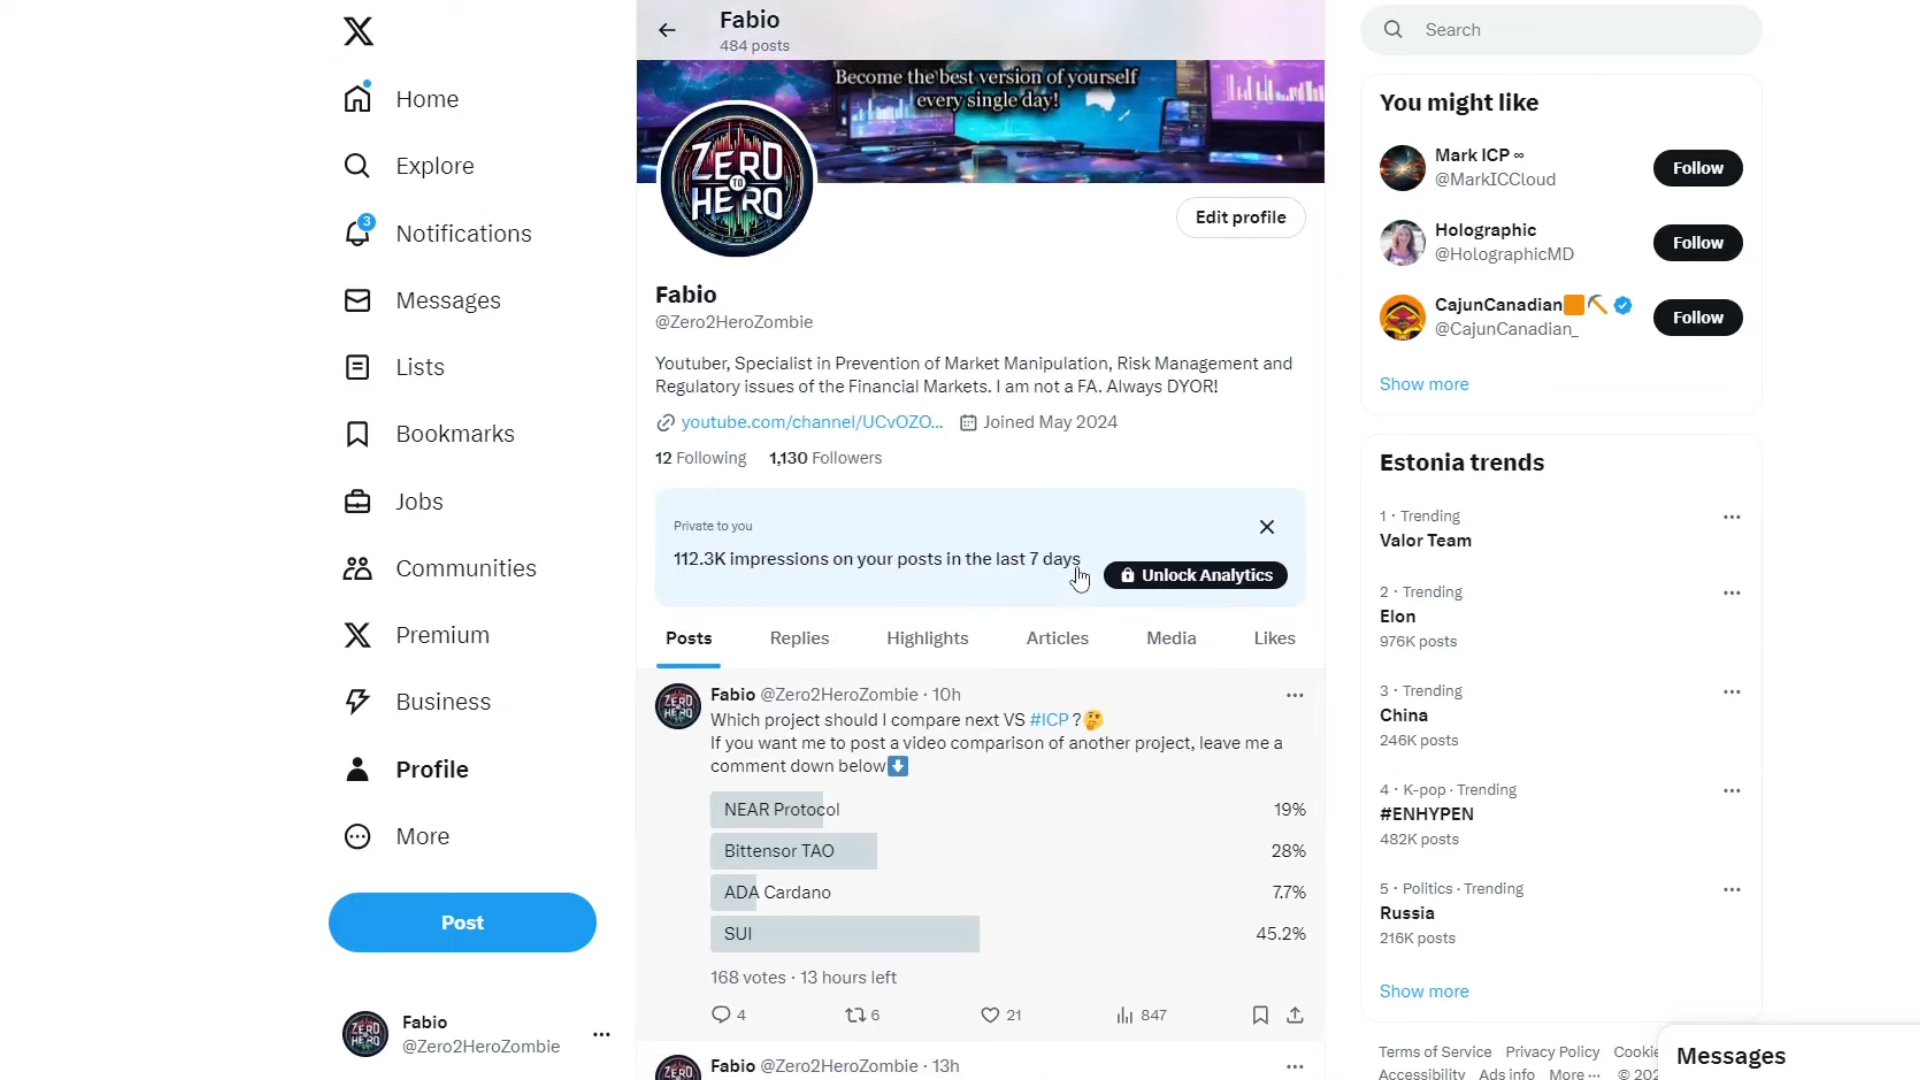 Home
Explore
3
Notifications
Messages
Lists
Bookmarks
Jobs
Communities
Premium
Business
Profile
More
Post
Fabio
@Zero2HeroZombie
Fabio
484 posts
Become the best version of yourself
every single day!
ZERO
TO
HERO
Edit profile
Fabio
@Zero2HeroZombie
Youtuber, Specialist in Prevention of Market Manipulation, Risk Management and
Regulatory issues of the Financial Markets. I am not a FA. Always DYOR!
youtube.com/channel/UCvOZO... Joined May 2024
12 Following 1,130 Followers
Private to you
112.3K impressions on your posts in the last 7 days
Unlock Analytics
Posts Replies Highlights Articles Media Likes
Fabio @Zero2HeroZombie · 10h
Which project should I compare next VS #ICP ?🤔
If you want me to post a video comparison of another project, leave me a
comment down below⬇️
NEAR Protocol 19%
Bittensor TAO 28%
ADA Cardano 7.7%
SUI 45.2%
168 votes · 13 hours left
4 6 21 847
Fabio @Zero2HeroZombie · 13h
Search
You might like
Mark ICP ∞
@MarkICCloud
Follow
Holographic
@HolographicMD
Follow
CajunCanadian🟧⛏️
@CajunCanadian_
Follow
Show more
Estonia trends
1 · Trending
Valor Team
2 · Trending
Elon
976K posts
3 · Trending
China
246K posts
4 · K-pop · Trending
#ENHYPEN
482K posts
5 · Politics · Trending
Russia
216K posts
Show more
Terms of Service Privacy Policy Cookie
Accessibility Ads info More ··· © 202
Messages